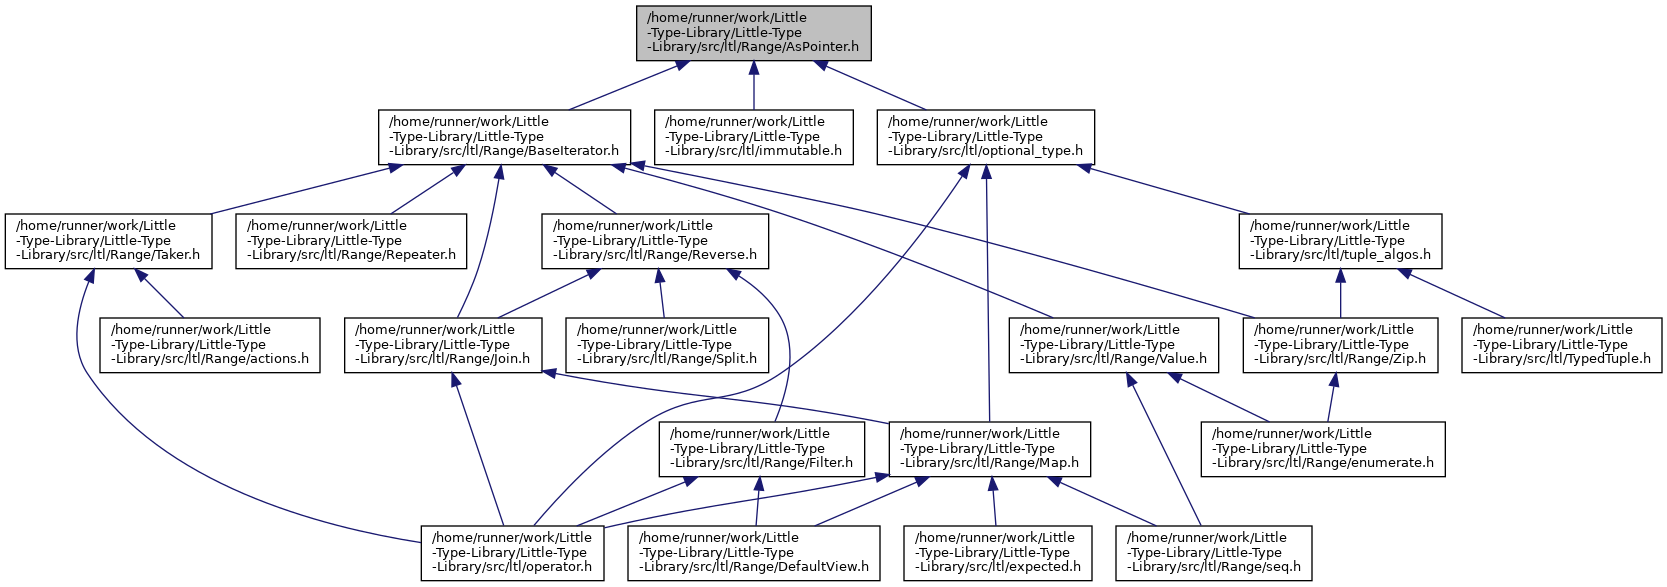 /home/runner/work/Little
-Type-Library/Little-Type
-Library/src/ltl/Range/AsPointer.h
/home/runner/work/Little
-Type-Library/Little-Type
-Library/src/ltl/Range/BaseIterator.h
/home/runner/work/Little
-Type-Library/Little-Type
-Library/src/ltl/immutable.h
/home/runner/work/Little
-Type-Library/Little-Type
-Library/src/ltl/optional_type.h
/home/runner/work/Little
-Type-Library/Little-Type
-Library/src/ltl/Range/Taker.h
/home/runner/work/Little
-Type-Library/Little-Type
-Library/src/ltl/Range/Repeater.h
/home/runner/work/Little
-Type-Library/Little-Type
-Library/src/ltl/Range/Reverse.h
/home/runner/work/Little
-Type-Library/Little-Type
-Library/src/ltl/tuple_algos.h
/home/runner/work/Little
-Type-Library/Little-Type
-Library/src/ltl/Range/actions.h
/home/runner/work/Little
-Type-Library/Little-Type
-Library/src/ltl/Range/Join.h
/home/runner/work/Little
-Type-Library/Little-Type
-Library/src/ltl/Range/Split.h
/home/runner/work/Little
-Type-Library/Little-Type
-Library/src/ltl/Range/Value.h
/home/runner/work/Little
-Type-Library/Little-Type
-Library/src/ltl/Range/Zip.h
/home/runner/work/Little
-Type-Library/Little-Type
-Library/src/ltl/TypedTuple.h
/home/runner/work/Little
-Type-Library/Little-Type
-Library/src/ltl/Range/Filter.h
/home/runner/work/Little
-Type-Library/Little-Type
-Library/src/ltl/Range/Map.h
/home/runner/work/Little
-Type-Library/Little-Type
-Library/src/ltl/Range/enumerate.h
/home/runner/work/Little
-Type-Library/Little-Type
-Library/src/ltl/operator.h
/home/runner/work/Little
-Type-Library/Little-Type
-Library/src/ltl/Range/DefaultView.h
/home/runner/work/Little
-Type-Library/Little-Type
-Library/src/ltl/expected.h
/home/runner/work/Little
-Type-Library/Little-Type
-Library/src/ltl/Range/seq.h